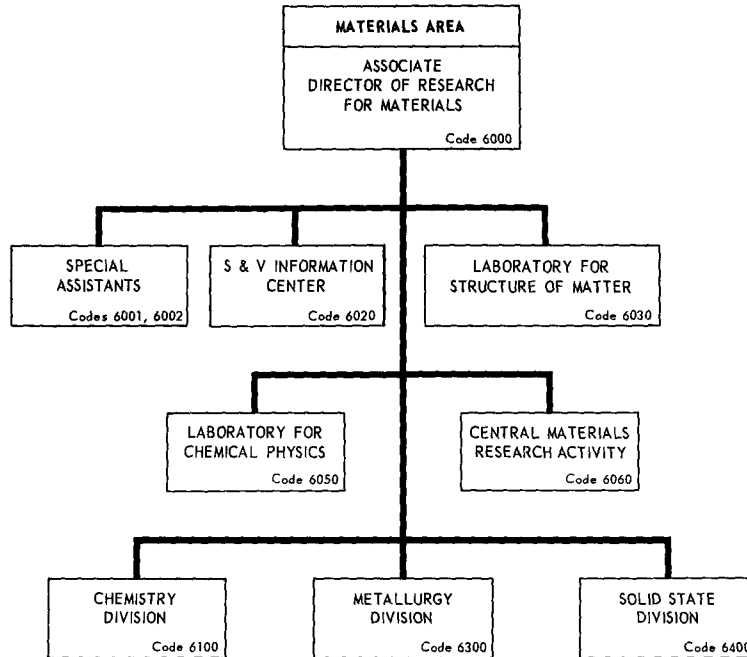 MATERIALS AREA
ASSOCIATE
DIRECTOR OF RESEARCH
FOR MATERIALS
Code 6000
SPECIAL
ASSISTANTS
Codes 6001, 6002
S & V INFORMATION
CENTER
Code 6020
LABORATORY FOR
STRUCTURE OF MATTER
Code 6030
LABORATORY FOR
CHEMICAL PHYSICS
Code 6050
CENTRAL MATERIALS
RESEARCH ACTIVITY
Code 6060
CHEMISTRY
DIVISION
Code 6100
METALLURGY
DIVISION
Code 6300
SOLID STATE
DIVISION
Code 6400